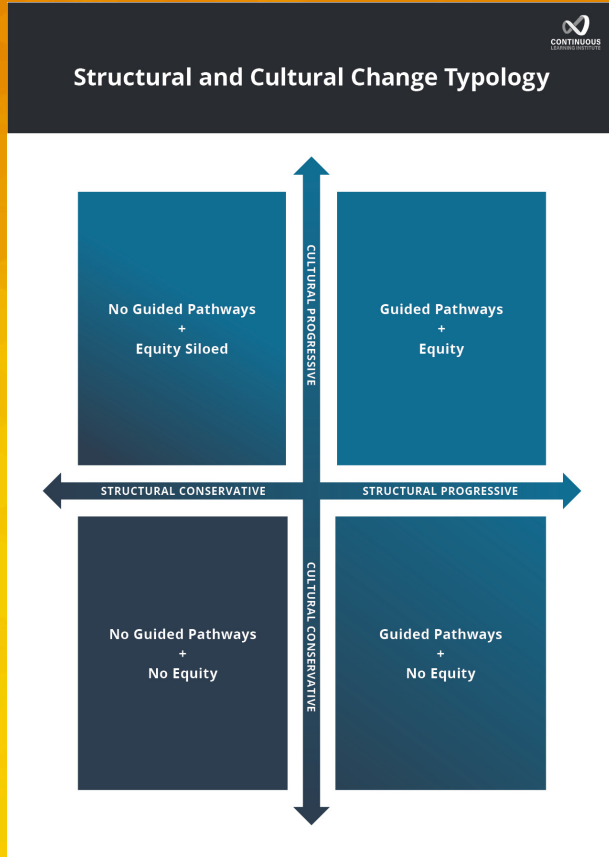 CONTINUOUS
LEARNING INSTITUTE
Structural and Cultural Change Typology
No Guided Pathways
+
Equity Siloed
CULTURAL PROGRESSIVE
Guided Pathways
+
Equity
STRUCTURAL CONSERVATIVE
STRUCTURAL PROGRESSIVE
No Guided Pathways
+
No Equity
CULTURAL CONSERVATIVE
Guided Pathways
+
No Equity